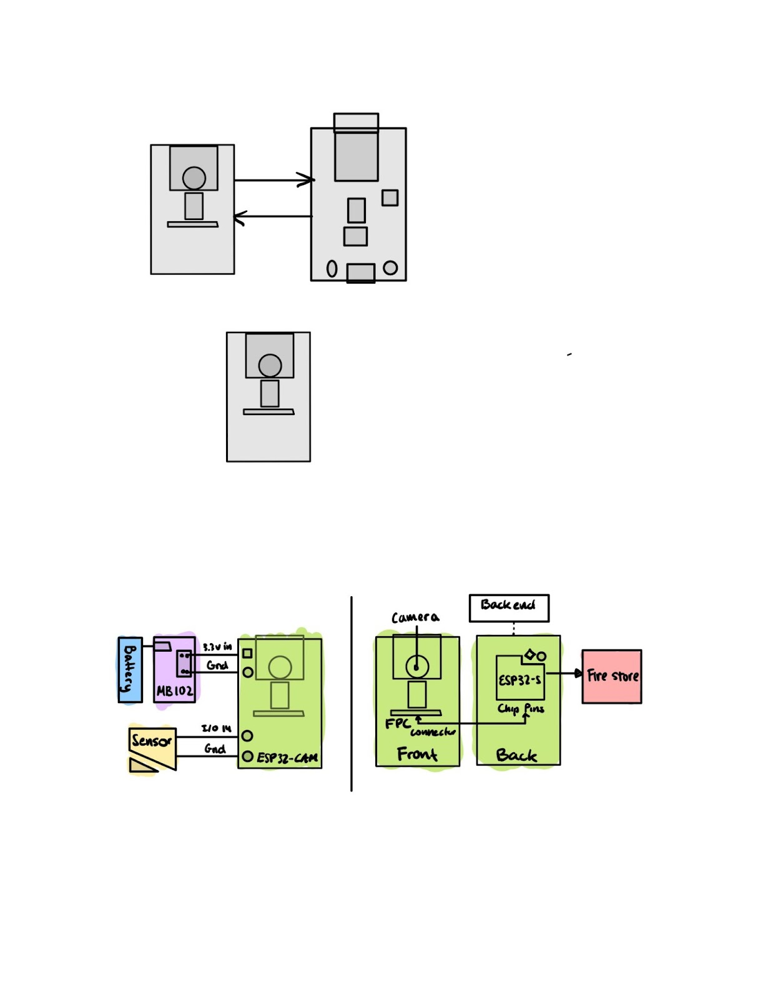 Battery
MB102
3.3v in
Gnd
Sensor
I/O 14
Gnd
ESP32-CAM
Camera
FPC
connector
Front
Back end
ESP32-S
Chip Pins
Back
Fire store